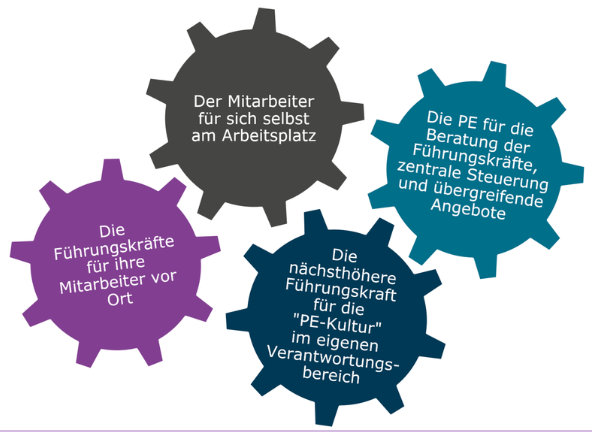 Der Mitarbeiter
für sich selbst
am Arbeitsplatz
Die PE für die
Beratung der
Führungskräfte,
zentrale Steuerung
und übergreifende
Angebote
Die
Führungskräfte
für ihre
Mitarbeiter vor
Ort
Die
nächsthöhere
Führungskraft
für die
"PE-Kultur"
im eigenen
Verantwortungs-
bereich